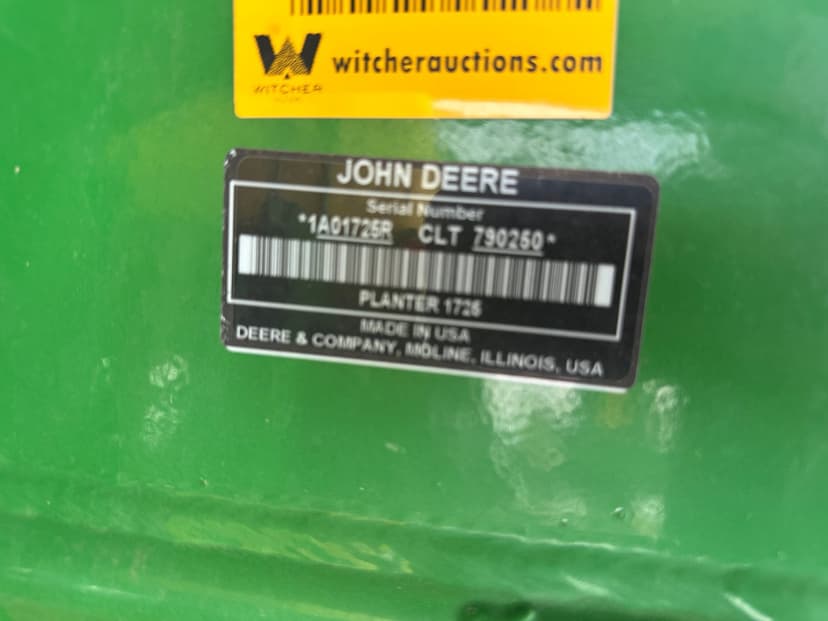 W witcherauctions.com
WITCHER
JOHN DEERE
Serial Number
*1A01725R CLT 790250*
PLANTER 1725
MADE IN USA
DEERE & COMPANY, MOLINE, ILLINOIS, USA